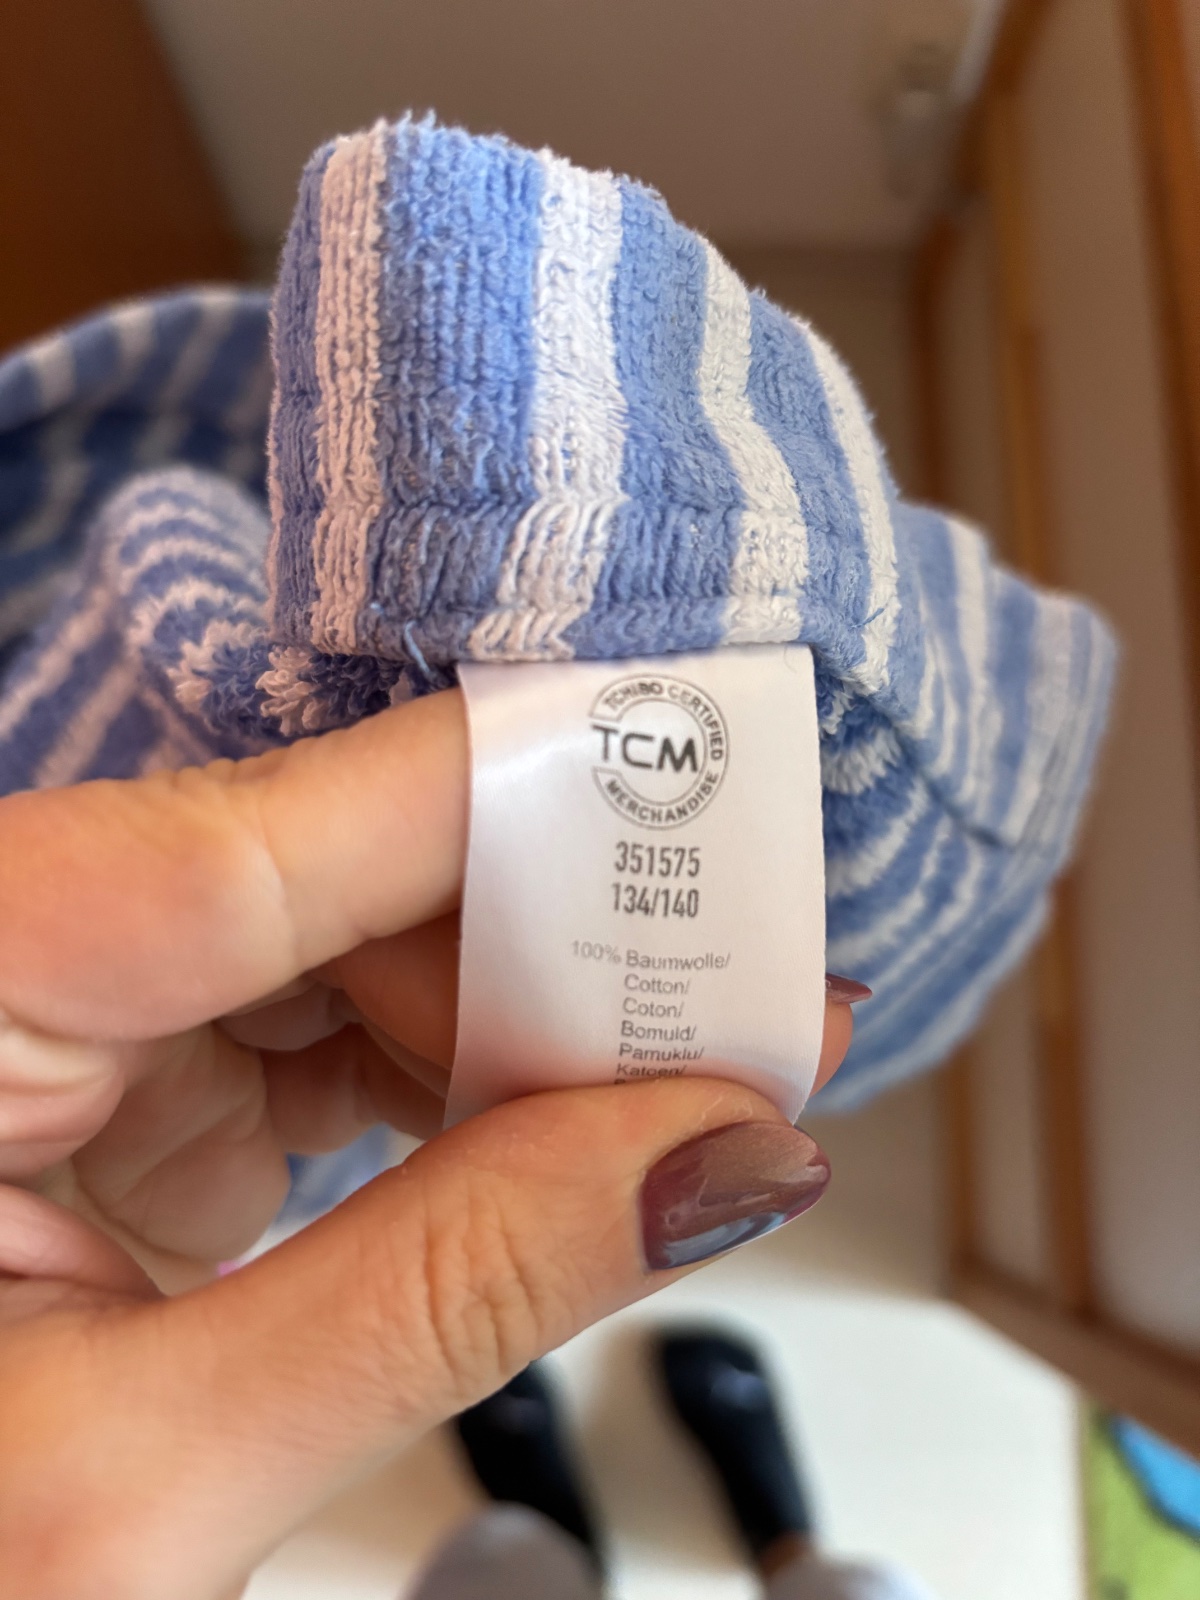 TCHIBO CERTIFIED
TCM
MERCHANDISE
351575
134/140
100% Baumwolle/
Cotton/
Coton/
Bomuld/
Pamuklu/
Katoen/